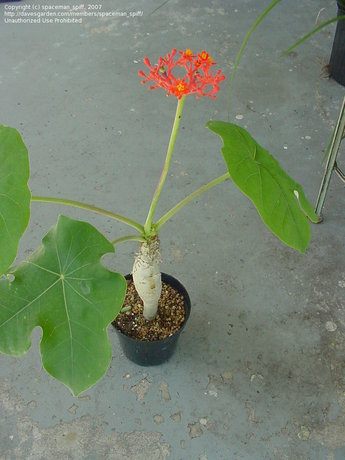 Copyright (c) spaceman_spiff, 2007
http://davesgarden.com/members/spaceman_spiff/
Unauthorized Use Prohibited